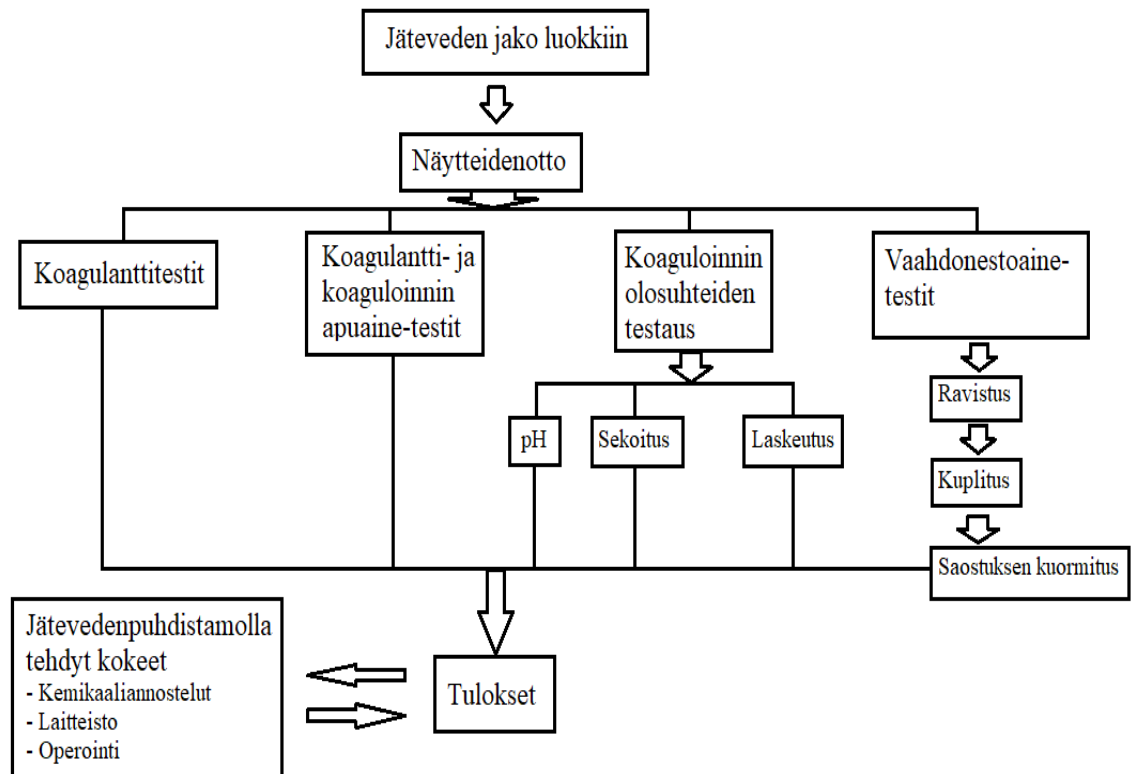 Jäteveden jako luokkiin
Näytteidenotto
Koagulanttitestit
Koagulantti- ja
koaguloinnin
apuaine-testit
Koaguloinnin
olosuhteiden
testaus
Vaahdonestoaine-
testit
pH
Sekoitus
Laskeutus
Ravistus
Kuplitus
Saostuksen kuormitus
Jätevedenpuhdistamolla
tehdyt kokeet
- Kemikaaliannostelut
- Laitteisto
- Operointi
Tulokset